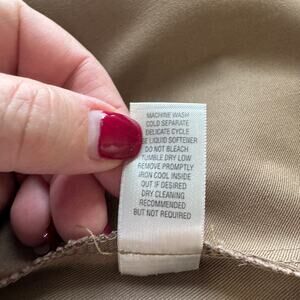 MACHINE WASH
COLD SEPARATE
DELICATE CYCLE
LIQUID SOFTENER
DO NOT BLEACH
TUMBLE DRY LOW
REMOVE PROMPTLY
IRON COOL INSIDE
OUT IF DESIRED
DRY CLEANING
RECOMMENDED
BUT NOT REQUIRED